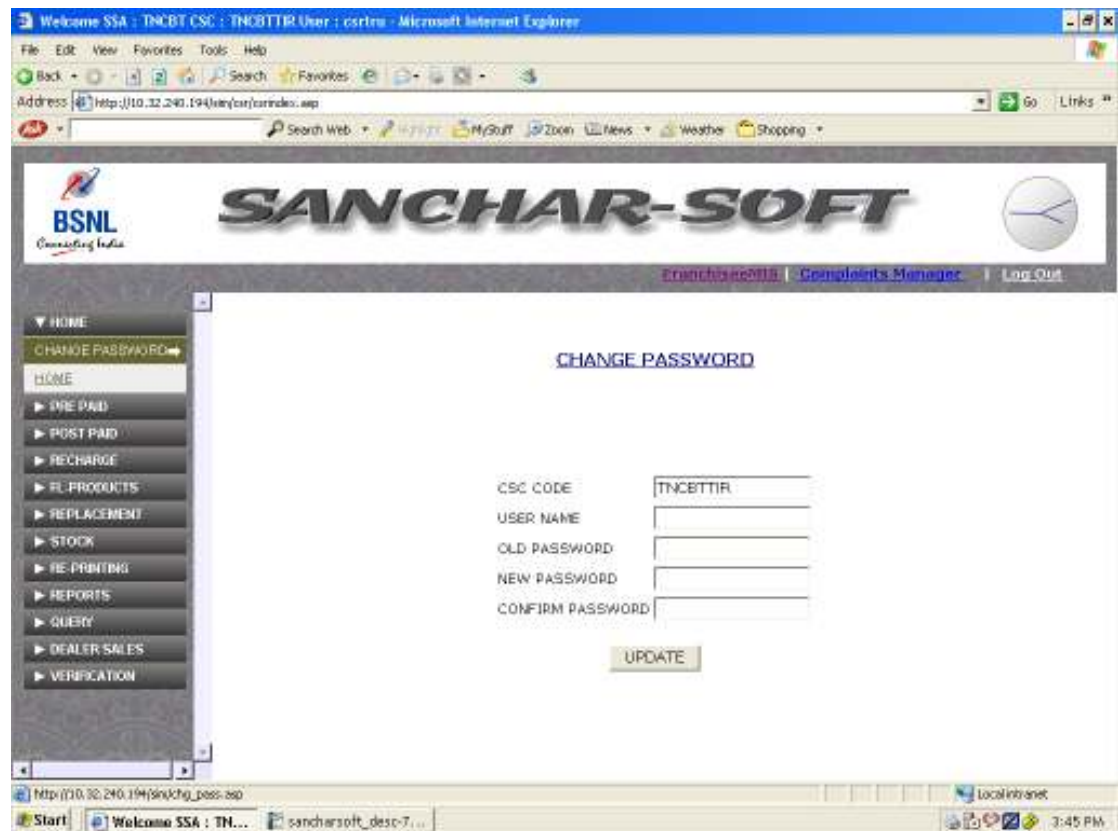 Welcome SSA : TNCBT CSC : TNCBTTIR User : csrtru - Microsoft Internet Explorer
File Edit View Favorites Tools Help
Back Search Favorites
Address http://10.32.240.194/sim/csr/csrindex.asp Go Links »
Ask Search Web MyStuff Zoom News Weather Shopping
BSNL
Connecting India
SANCHAR-SOFT
FranchiseeMIS | Complaints Manager | Log Out
▼ HOME
CHANGE PASSWORD
HOME
► PRE PAID
► POST PAID
► RECHARGE
► FL-PRODUCTS
► REPLACEMENT
► STOCK
► RE-PRINTING
► REPORTS
► QUERY
► DEALER SALES
► VERIFICATION
CHANGE PASSWORD
CSC CODE TNCBTTIR
USER NAME
OLD PASSWORD
NEW PASSWORD
CONFIRM PASSWORD
UPDATE
http://10.32.240.194/sim/chg_pass.asp Local intranet
Start Welcome SSA : TN... sancharsoft_desc-7... 3:45 PM